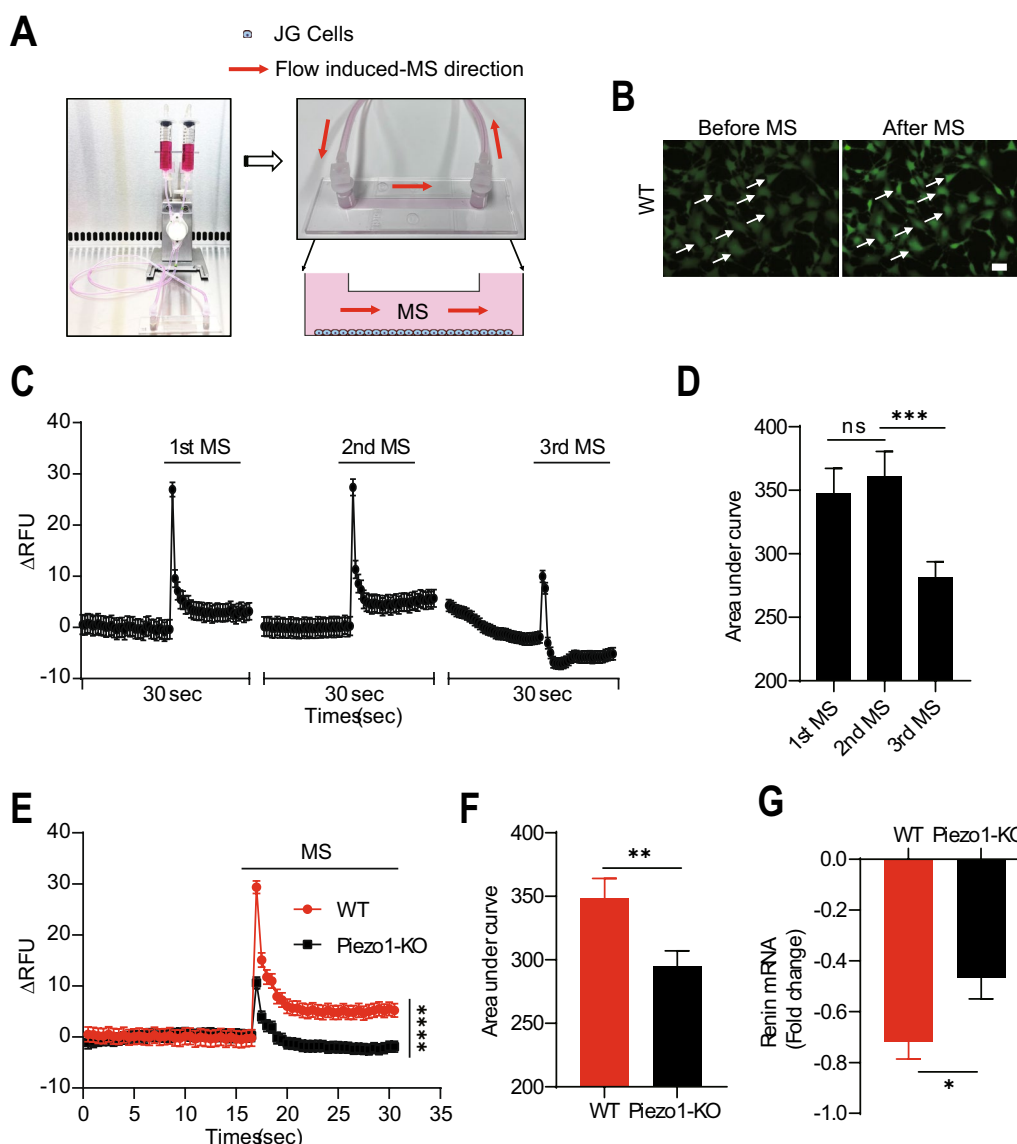 A
JG Cells
Flow induced-MS direction
MS
B
Before MS
After MS
WT
C
ΔRFU
40
30
20
10
0
-10
1st MS
2nd MS
3rd MS
30 sec
30 sec
30 sec
Times(sec)
D
Area under curve
400
350
300
250
200
ns
***
1st MS
2nd MS
3rd MS
E
ΔRFU
40
30
20
10
0
-10
MS
WT
Piezo1-KO
****
0
5
10
15
20
25
30
35
Times(sec)
F
Area under curve
400
350
300
250
200
**
WT
Piezo1-KO
G
WT
Piezo1-KO
Renin mRNA
(Fold change)
0.0
-0.2
-0.4
-0.6
-0.8
-1.0
*